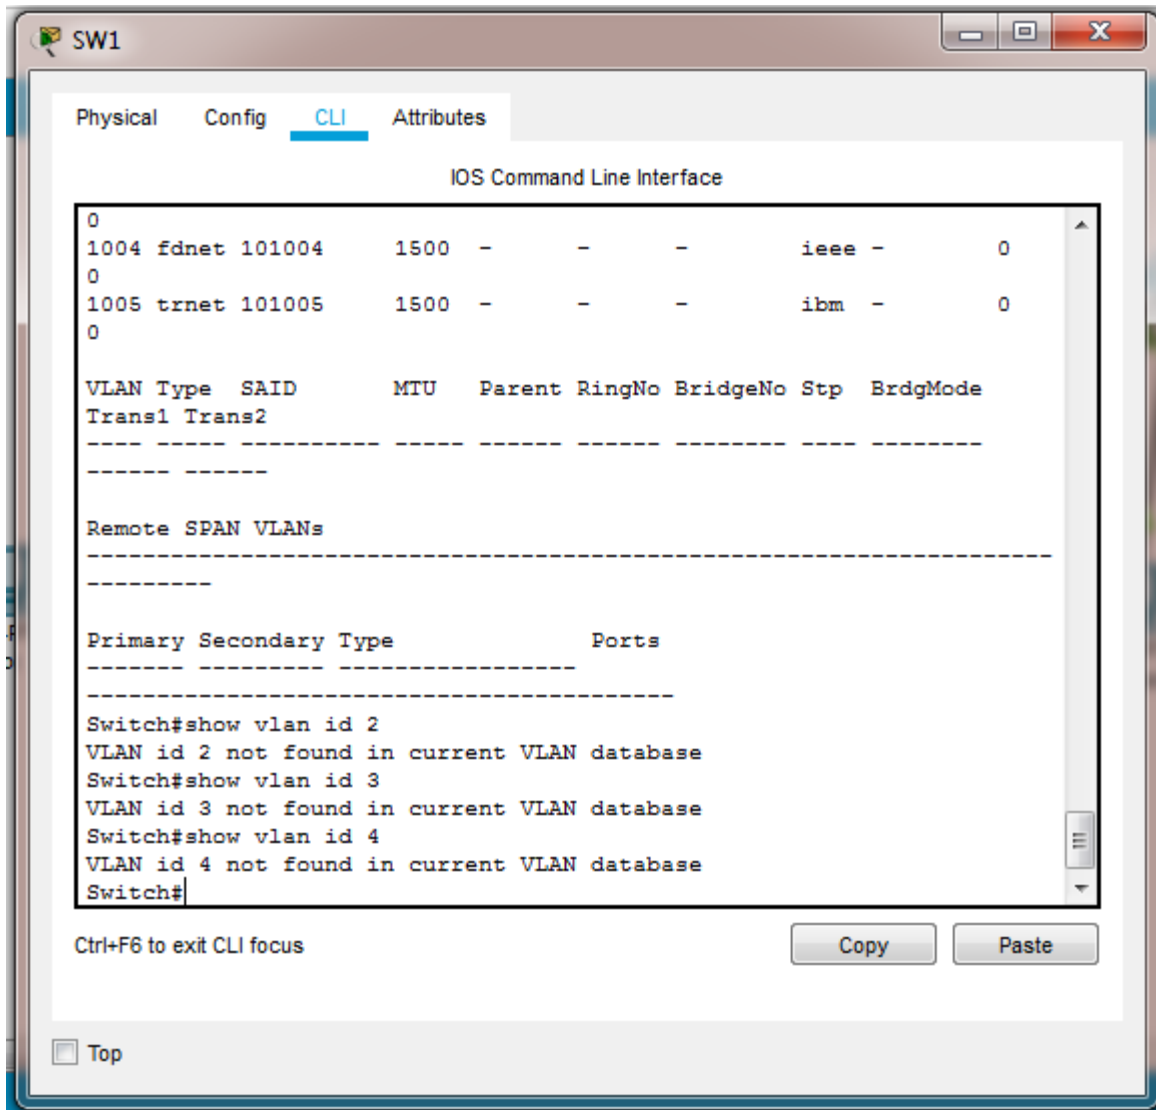 SW1
Physical Config CLI Attributes
IOS Command Line Interface
0
1004 fdnet 101004 1500 - - - ieee - 0
0
1005 trnet 101005 1500 - - - ibm - 0
0
VLAN Type SAID MTU Parent RingNo BridgeNo Stp BrdgMode
Trans1 Trans2
---- ----- ---------- ----- ------ ------ -------- ---- --------
------ ------
Remote SPAN VLANs
---------------------------------------------------------------------
---------
Primary Secondary Type Ports
------- --------- -----------------
------------------------------------------
Switch#show vlan id 2
VLAN id 2 not found in current VLAN database
Switch#show vlan id 3
VLAN id 3 not found in current VLAN database
Switch#show vlan id 4
VLAN id 4 not found in current VLAN database
Switch#
Ctrl+F6 to exit CLI focus
Copy Paste
Top